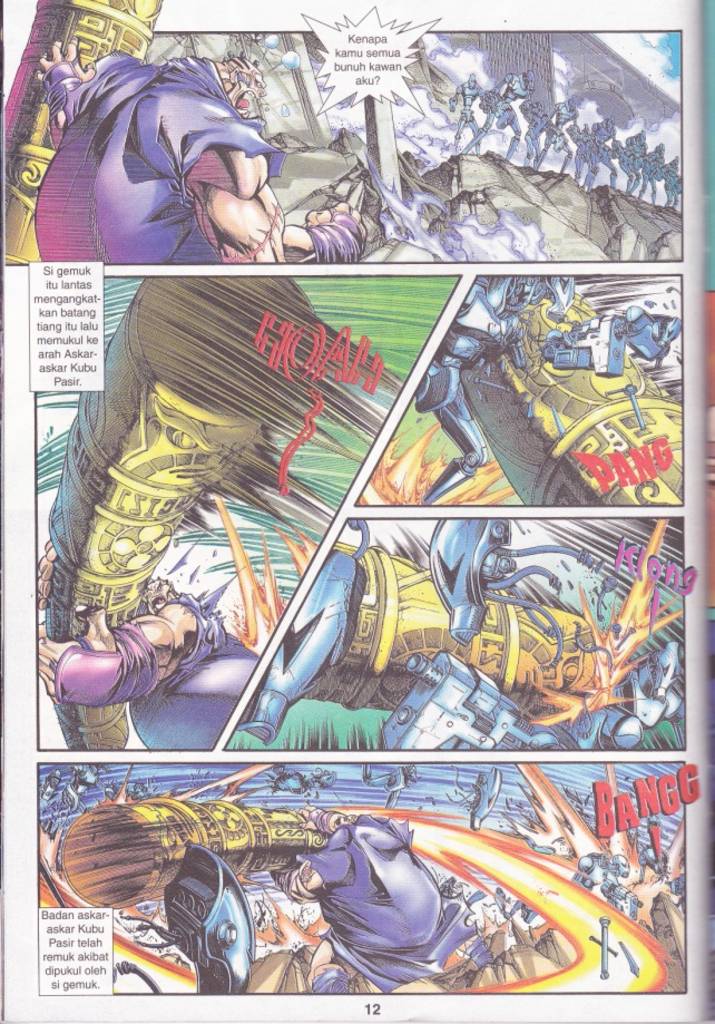 Kenapa
kamu semua
bunuh kawan
aku?
Si gemuk
itu lantas
mengangkat-
kan batang
tiang itu lalu
memukul ke
arah Askar-
askar Kubu
Pasir.
HOAH
PANG
Klong
!
BANGG
!
Badan askar-
askar Kubu
Pasir telah
remuk akibat
dipukul oleh
si gemuk.
12